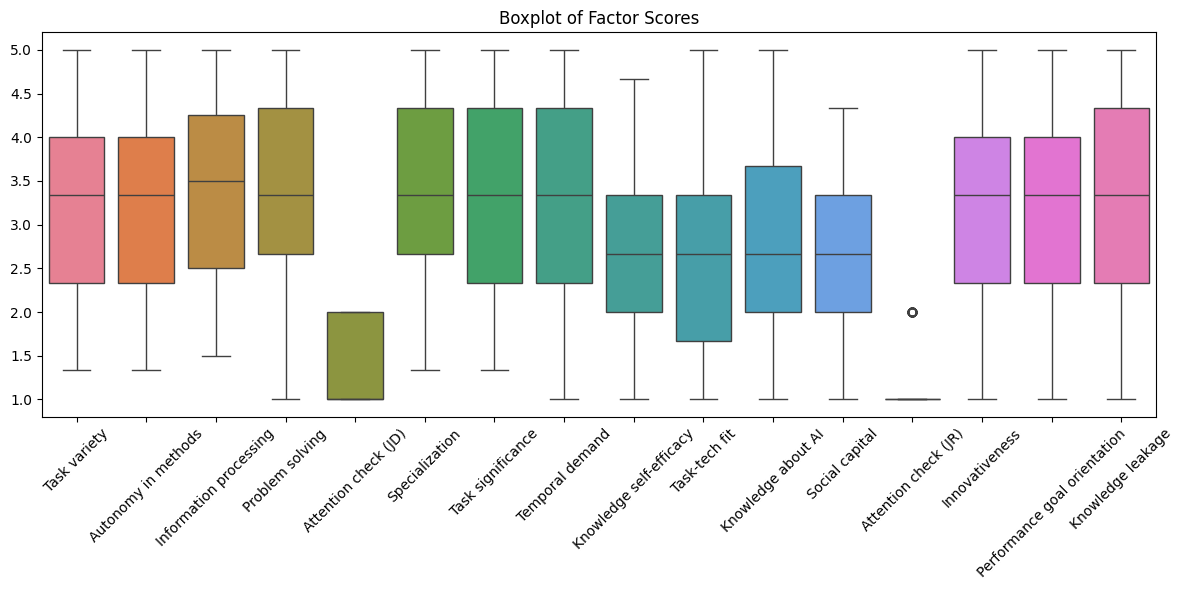 Boxplot of Factor Scores
5.0
4.5
4.0
3.5
3.0
2.5
2.0
1.5
1.0
Task variety
Autonomy in methods
Information processing
Problem solving
Attention check (JD)
Specialization
Task significance
Temporal demand
Knowledge self-efficacy
Task-tech fit
Knowledge about AI
Social capital
Attention check (JR)
Innovativeness
Performance goal orientation
Knowledge leakage